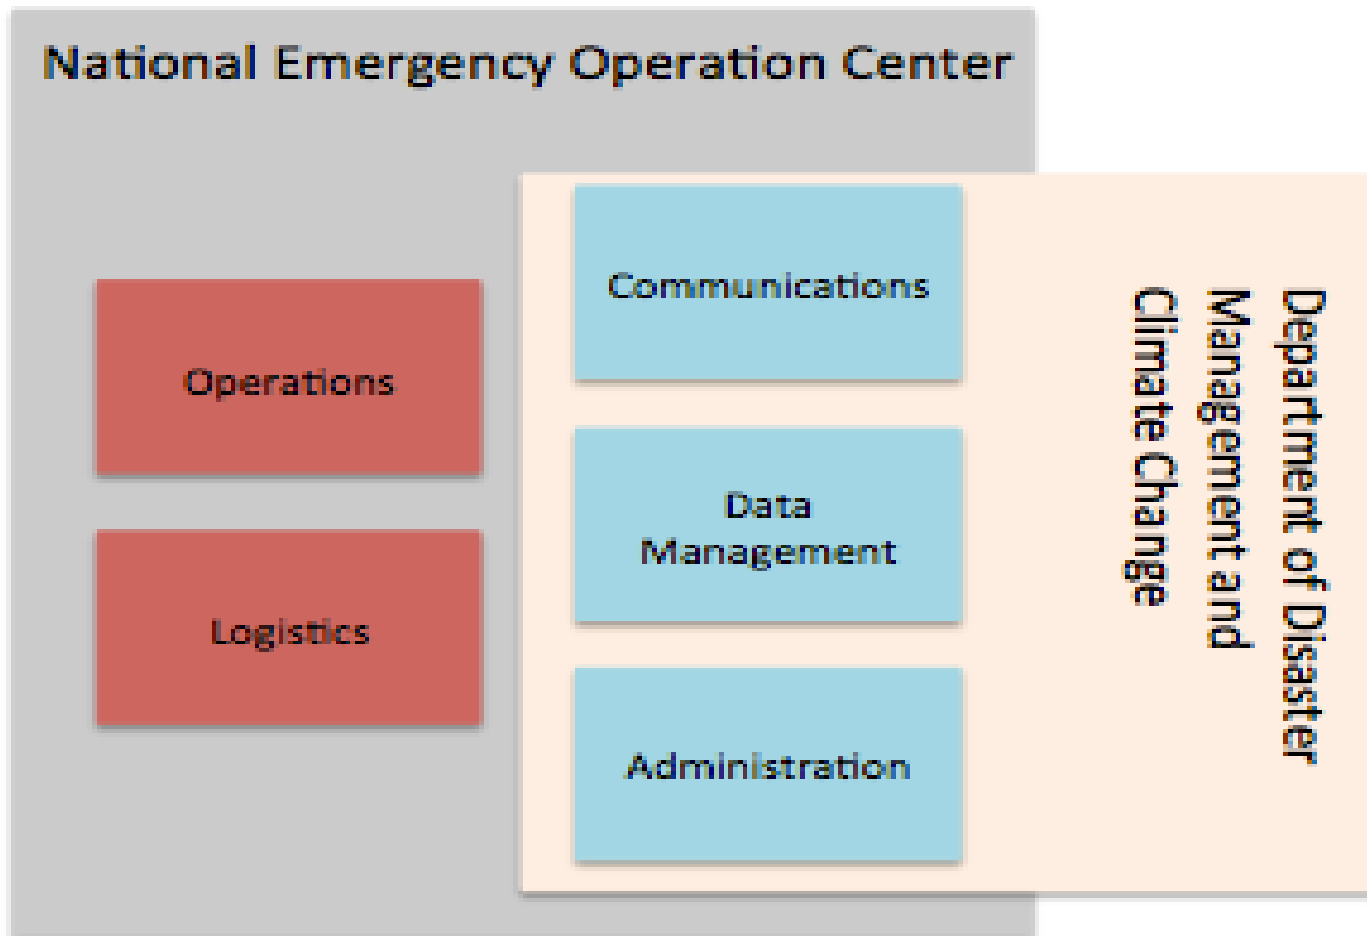 National Emergency Operation Center
Operations
Logistics
Communications
Data
Management
Administration
Department of Disaster
Management and
Climate Change